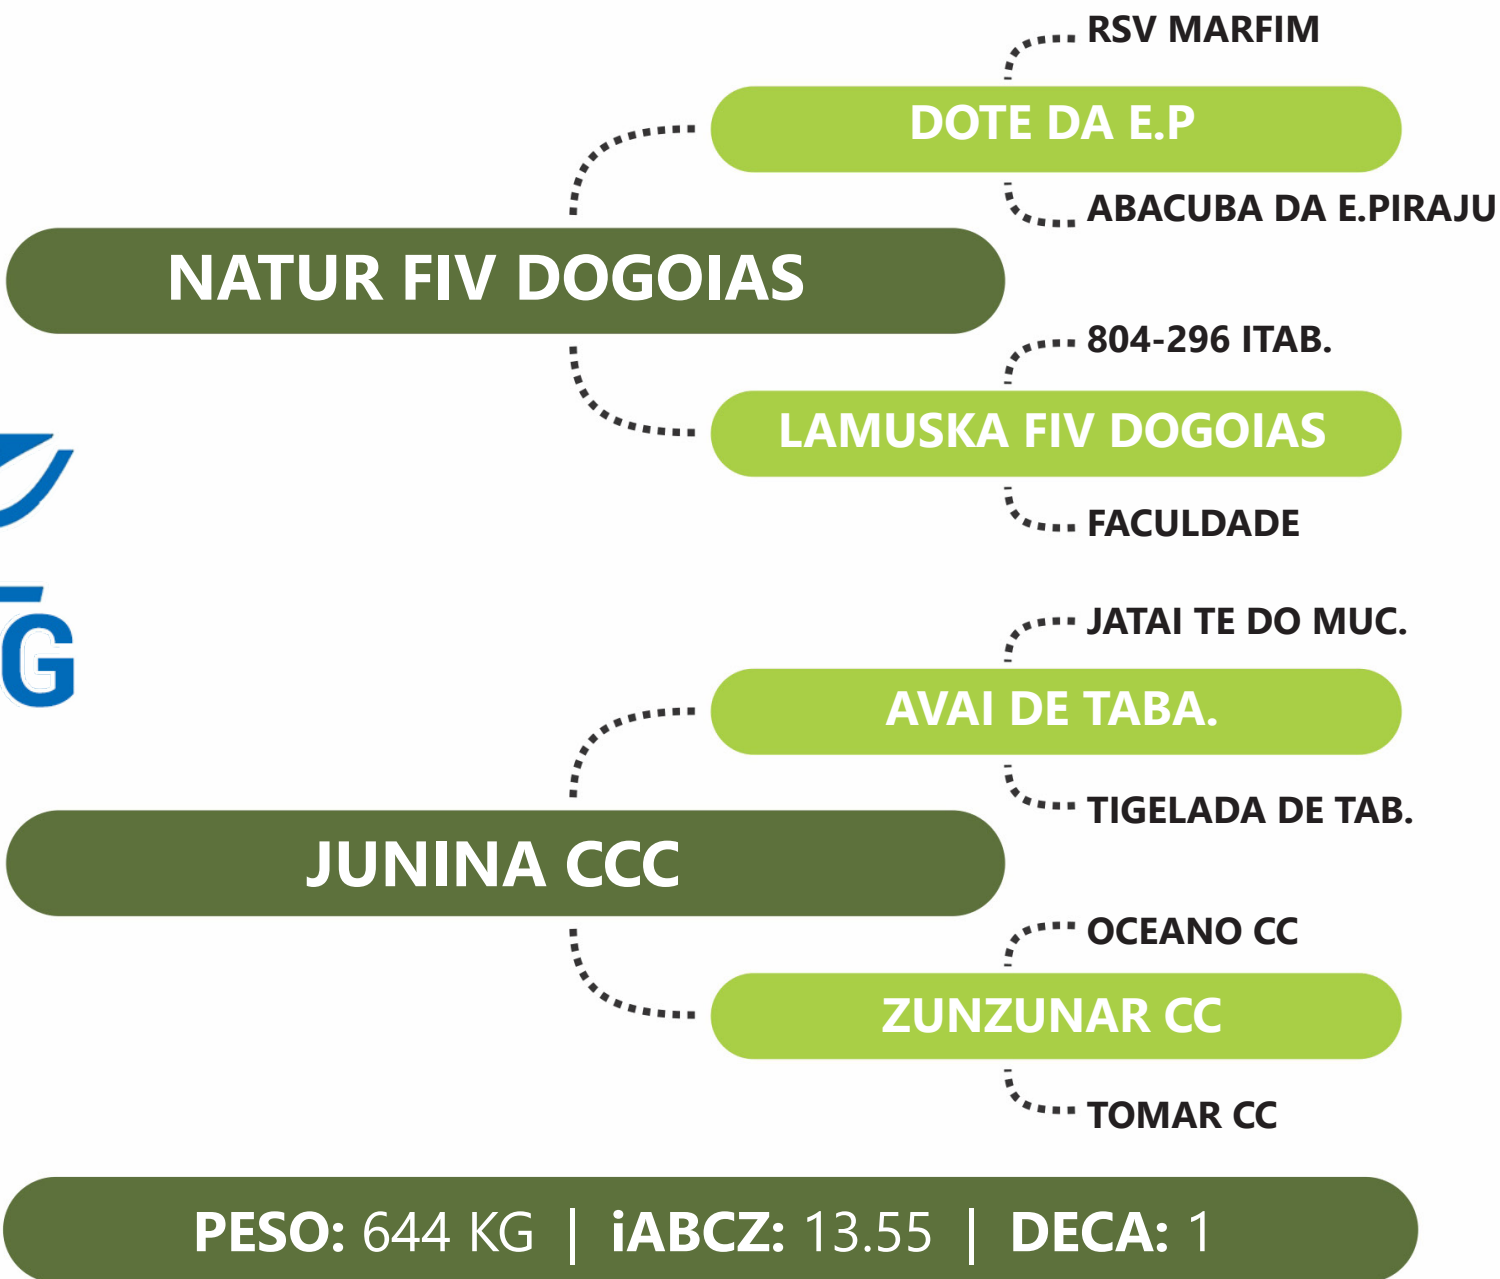 RSV MARFIM
DOTE DA E.P
ABACUBA DA E.PIRAJU
NATUR FIV DOGOIAS
804-296 ITAB.
LAMUSKA FIV DOGOIAS
FACULDADE
G
JATAI TE DO MUC.
AVAI DE TABA.
TIGELADA DE TAB.
JUNINA CCC
OCEANO CC
ZUNZUNAR CC
TOMAR CC
PESO: 644 KG | iABCZ: 13.55 | DECA: 1